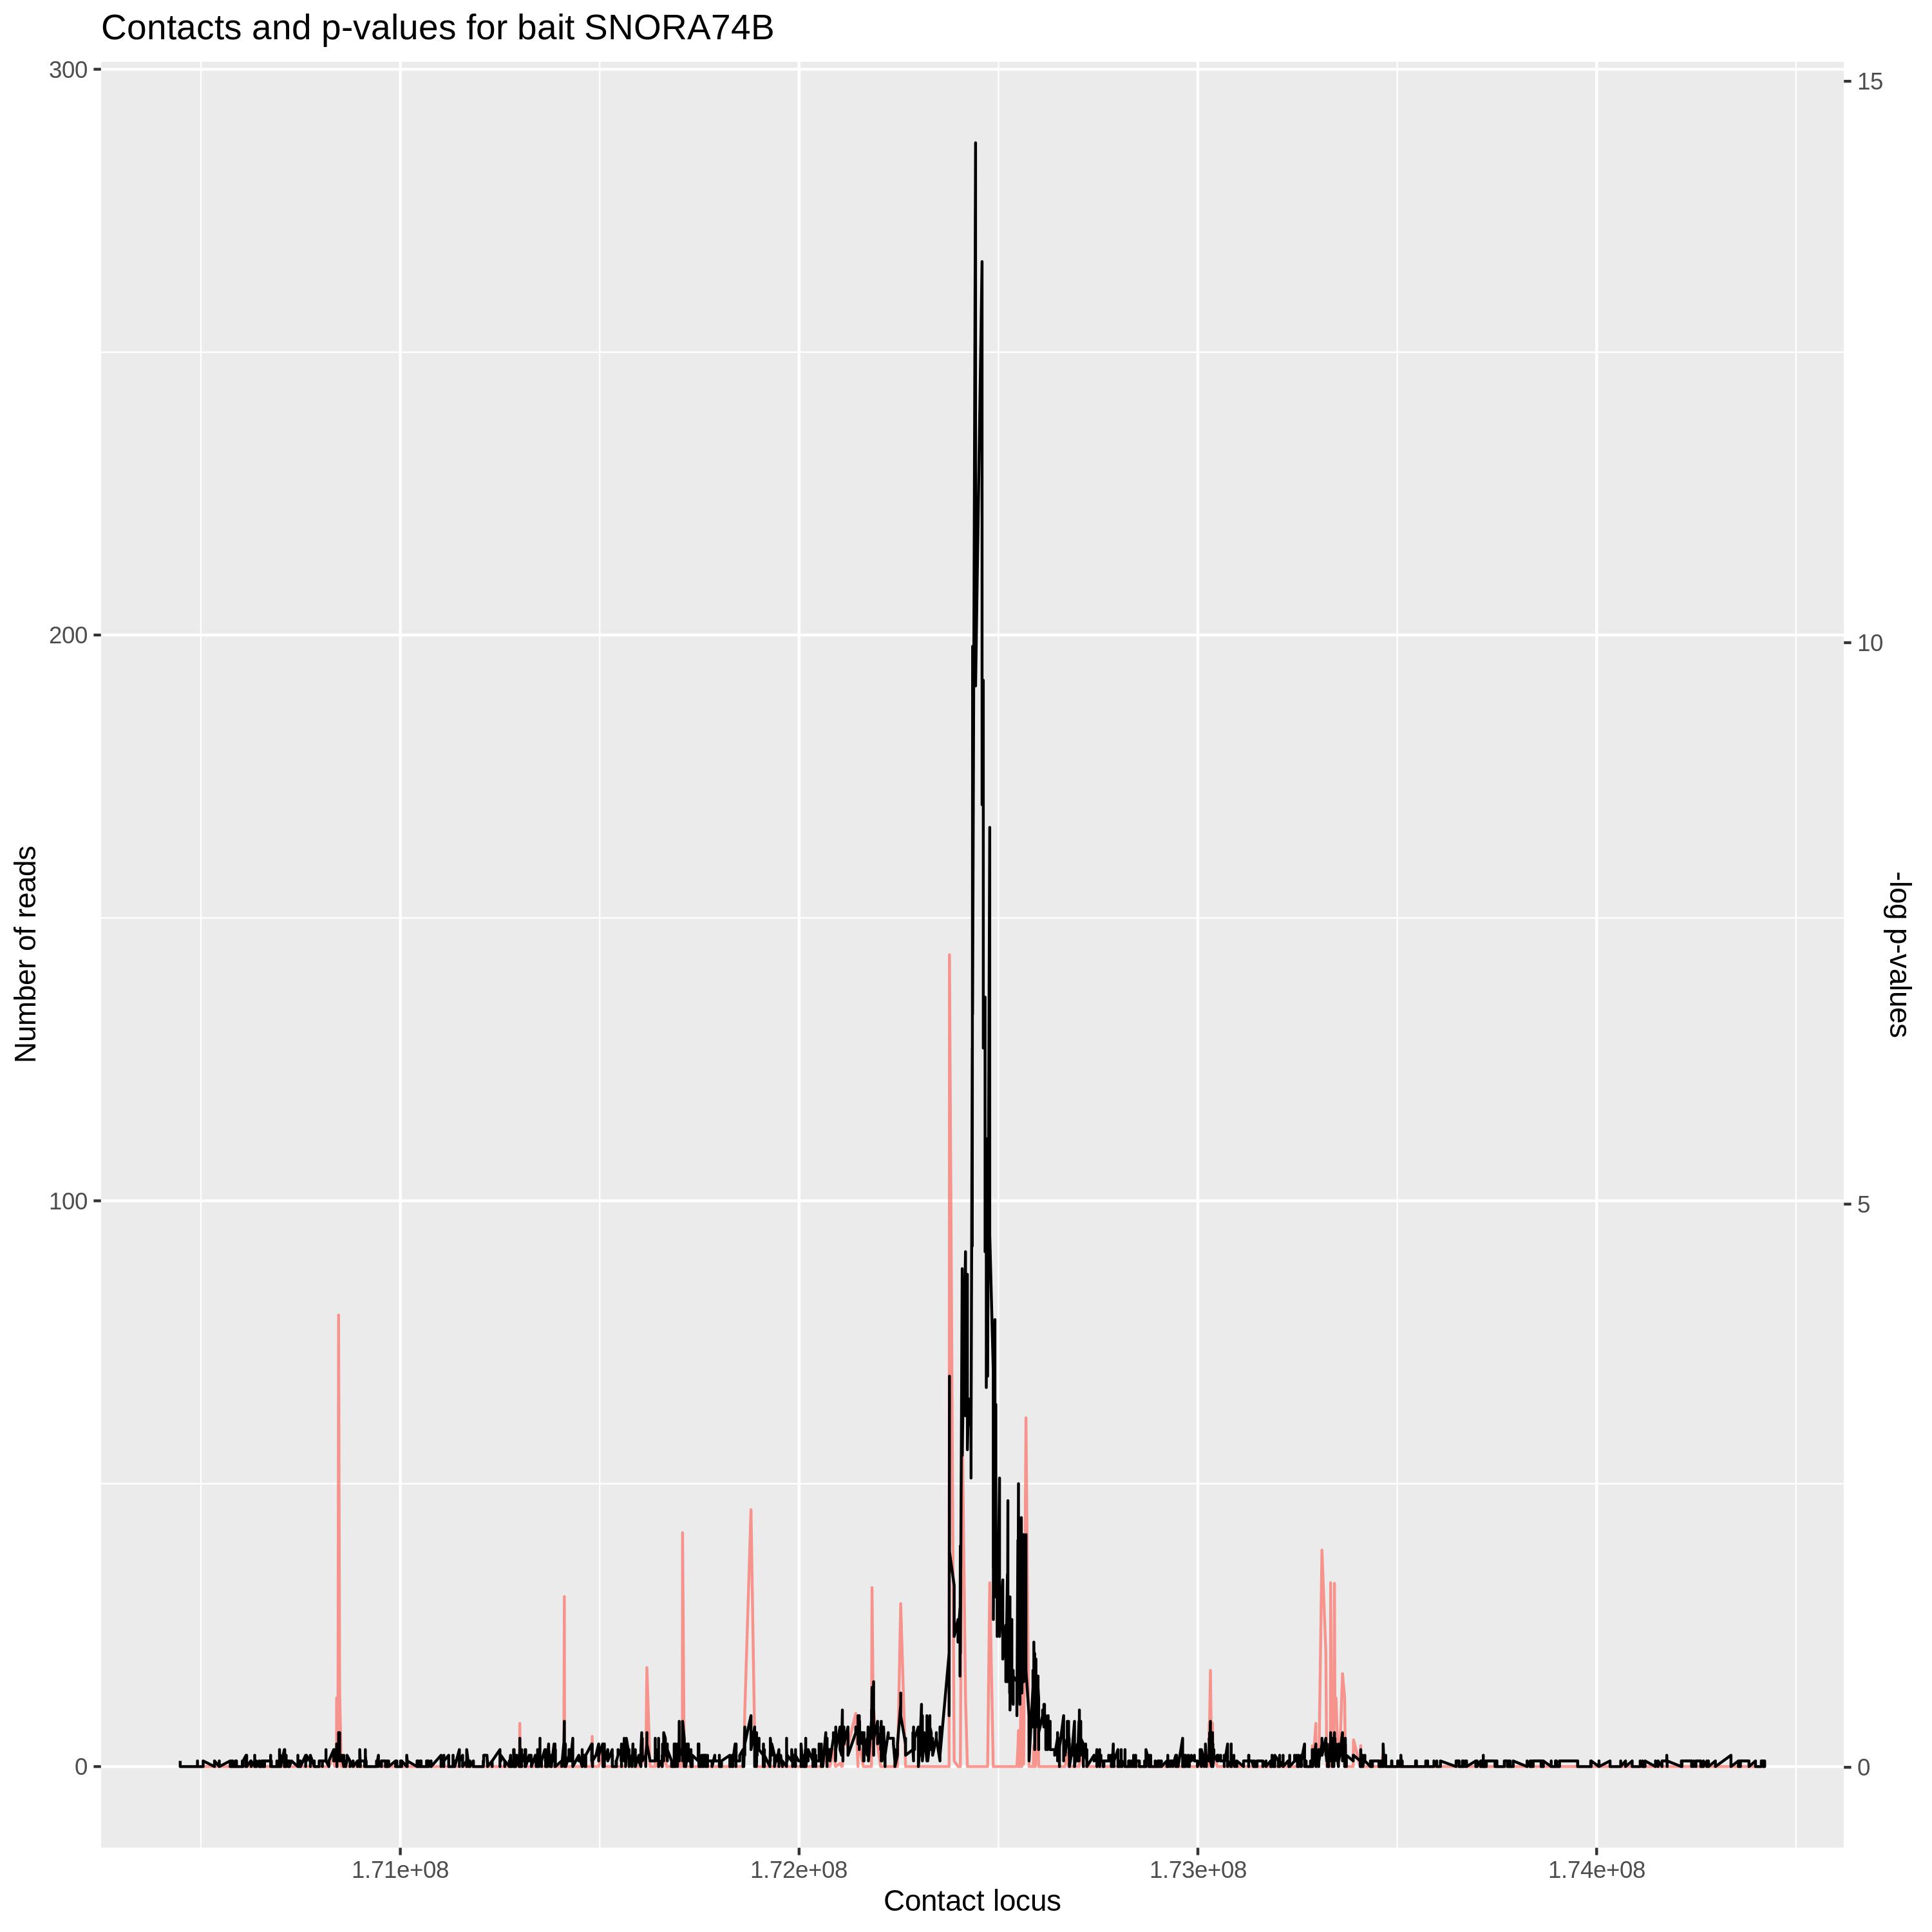 Contacts and p-values for bait SNORA74B
300
200
100
0
15
10
5
0
Number of reads
-log p-values
1.71e+08
1.72e+08
1.73e+08
1.74e+08
Contact locus